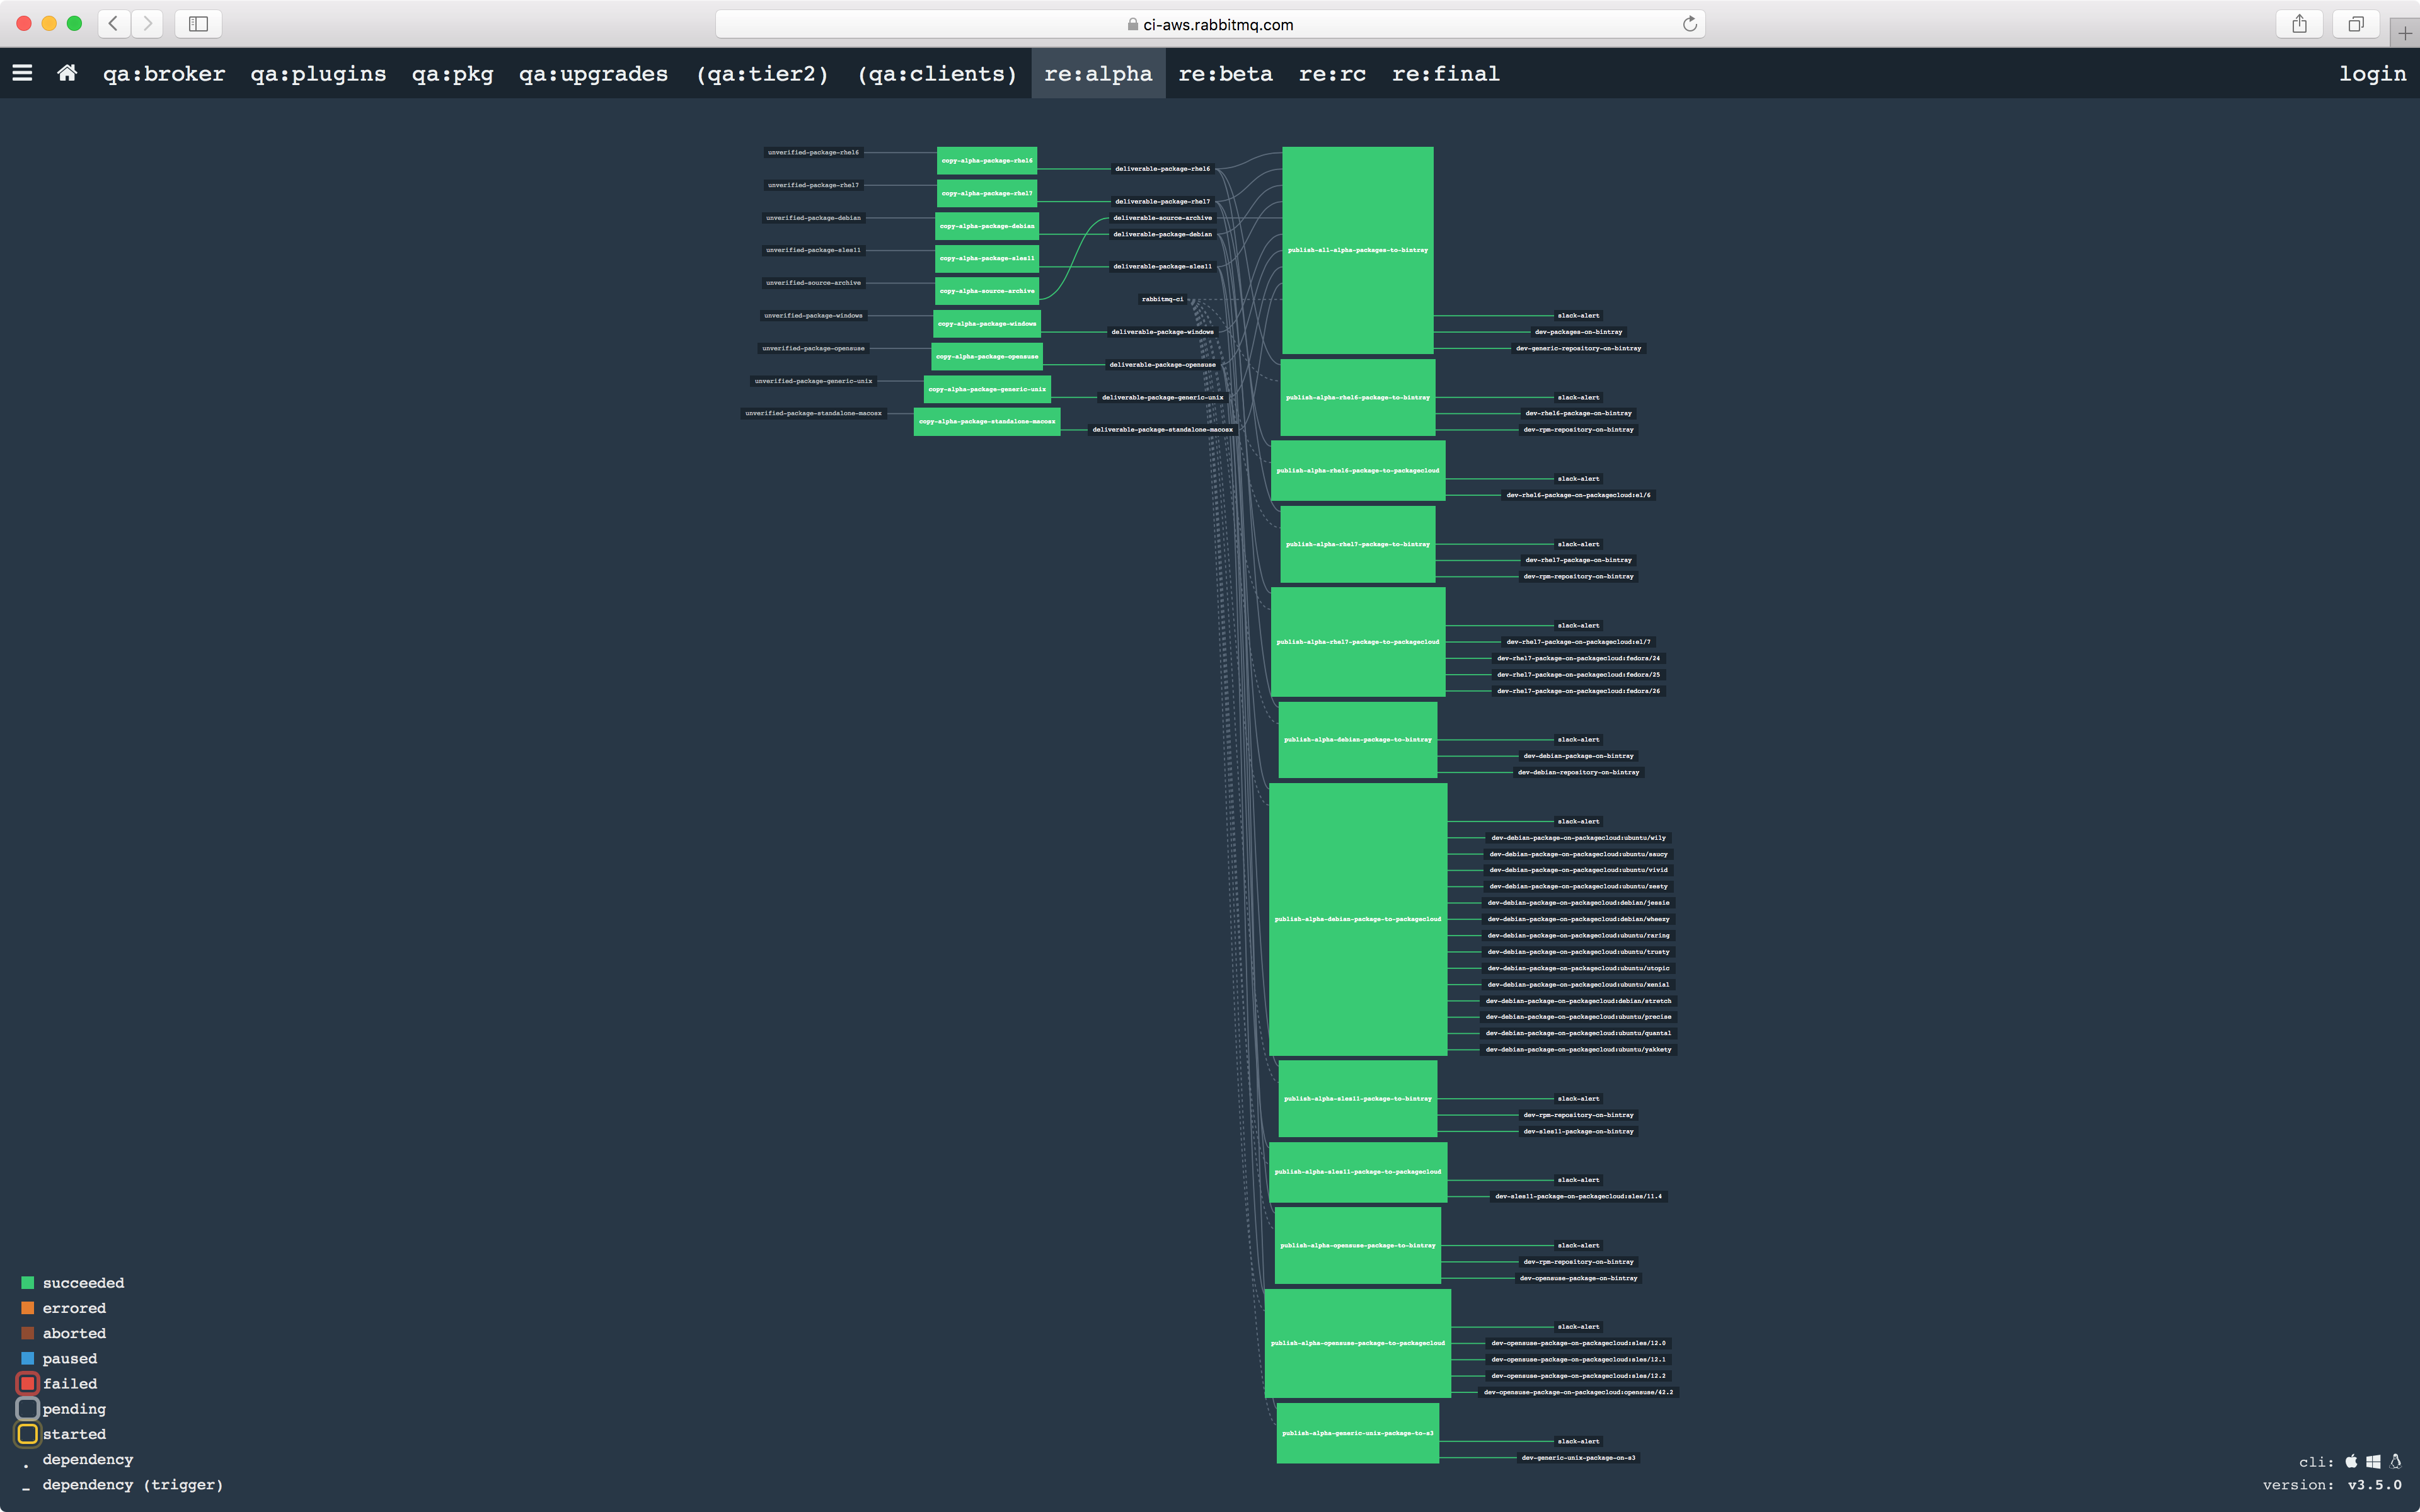 ci-aws.rabbitmq.com
qa:broker qa:plugins qa:pkg qa:upgrades (qa:tier2) (qa:clients) re:alpha re:beta re:rc re:final login
unverified-package-rhel6
unverified-package-rhel7
unverified-package-debian
unverified-package-sles11
unverified-source-archive
unverified-package-windows
unverified-package-opensuse
unverified-package-generic-unix
unverified-package-standalone-macosx
copy-alpha-package-rhel6
copy-alpha-package-rhel7
copy-alpha-package-debian
copy-alpha-package-sles11
copy-alpha-source-archive
copy-alpha-package-windows
copy-alpha-package-opensuse
copy-alpha-package-generic-unix
copy-alpha-package-standalone-macosx
deliverable-package-rhel6
deliverable-package-rhel7
deliverable-source-archive
deliverable-package-debian
deliverable-package-sles11
rabbitmq-ci
deliverable-package-windows
deliverable-package-opensuse
deliverable-package-generic-unix
deliverable-package-standalone-macosx
publish-all-alpha-packages-to-bintray
slack-alert
dev-packages-on-bintray
dev-generic-repository-on-bintray
publish-alpha-rhel6-package-to-bintray
slack-alert
dev-rhel6-package-on-bintray
dev-rpm-repository-on-bintray
publish-alpha-rhel6-package-to-packagecloud
slack-alert
dev-rhel6-package-on-packagecloud:el/6
publish-alpha-rhel7-package-to-bintray
slack-alert
dev-rhel7-package-on-bintray
dev-rpm-repository-on-bintray
publish-alpha-rhel7-package-to-packagecloud
slack-alert
dev-rhel7-package-on-packagecloud:el/7
dev-rhel7-package-on-packagecloud:fedora/24
dev-rhel7-package-on-packagecloud:fedora/25
dev-rhel7-package-on-packagecloud:fedora/26
publish-alpha-debian-package-to-bintray
slack-alert
dev-debian-package-on-bintray
dev-debian-repository-on-bintray
publish-alpha-debian-package-to-packagecloud
slack-alert
dev-debian-package-on-packagecloud:ubuntu/wily
dev-debian-package-on-packagecloud:ubuntu/saucy
dev-debian-package-on-packagecloud:ubuntu/vivid
dev-debian-package-on-packagecloud:ubuntu/zesty
dev-debian-package-on-packagecloud:debian/jessie
dev-debian-package-on-packagecloud:debian/wheezy
dev-debian-package-on-packagecloud:ubuntu/raring
dev-debian-package-on-packagecloud:ubuntu/trusty
dev-debian-package-on-packagecloud:ubuntu/utopic
dev-debian-package-on-packagecloud:ubuntu/xenial
dev-debian-package-on-packagecloud:debian/stretch
dev-debian-package-on-packagecloud:ubuntu/precise
dev-debian-package-on-packagecloud:ubuntu/quantal
dev-debian-package-on-packagecloud:ubuntu/yakkety
publish-alpha-sles11-package-to-bintray
slack-alert
dev-rpm-repository-on-bintray
dev-sles11-package-on-bintray
publish-alpha-sles11-package-to-packagecloud
slack-alert
dev-sles11-package-on-packagecloud:sles/11.4
publish-alpha-opensuse-package-to-bintray
slack-alert
dev-rpm-repository-on-bintray
dev-opensuse-package-on-bintray
publish-alpha-opensuse-package-to-packagecloud
slack-alert
dev-opensuse-package-on-packagecloud:sles/12.0
dev-opensuse-package-on-packagecloud:sles/12.1
dev-opensuse-package-on-packagecloud:sles/12.2
dev-opensuse-package-on-packagecloud:opensuse/42.2
publish-alpha-generic-unix-package-to-s3
slack-alert
dev-generic-unix-package-on-s3
succeeded
errored
aborted
paused
failed
pending
started
dependency
dependency (trigger)
cli:
version: v3.5.0